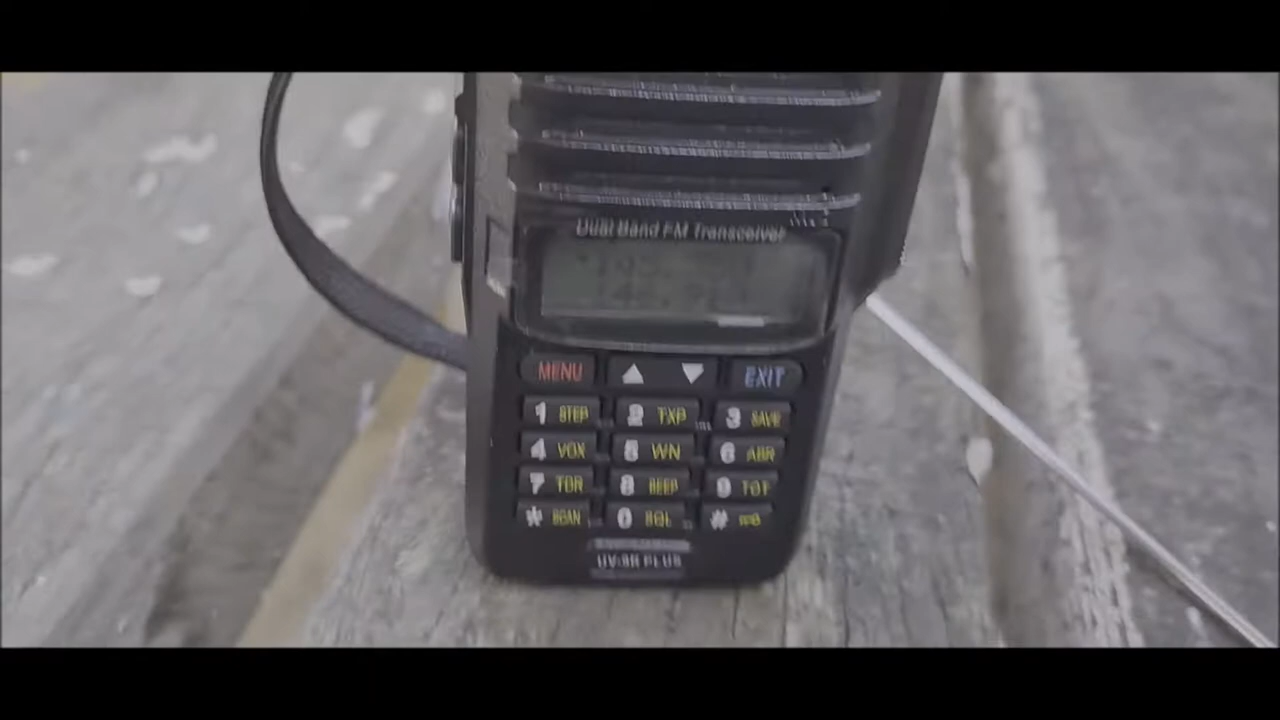 Dual Band FM Transceiver
MENU ▲ ▼ EXIT
1 STEP 2 TXP 3 SAVE
4 VOX 5 WN 6 ABR
7 TDR 8 BEEP 9 TOT
* SCAN 0 SQL #
UV-9R PLUS